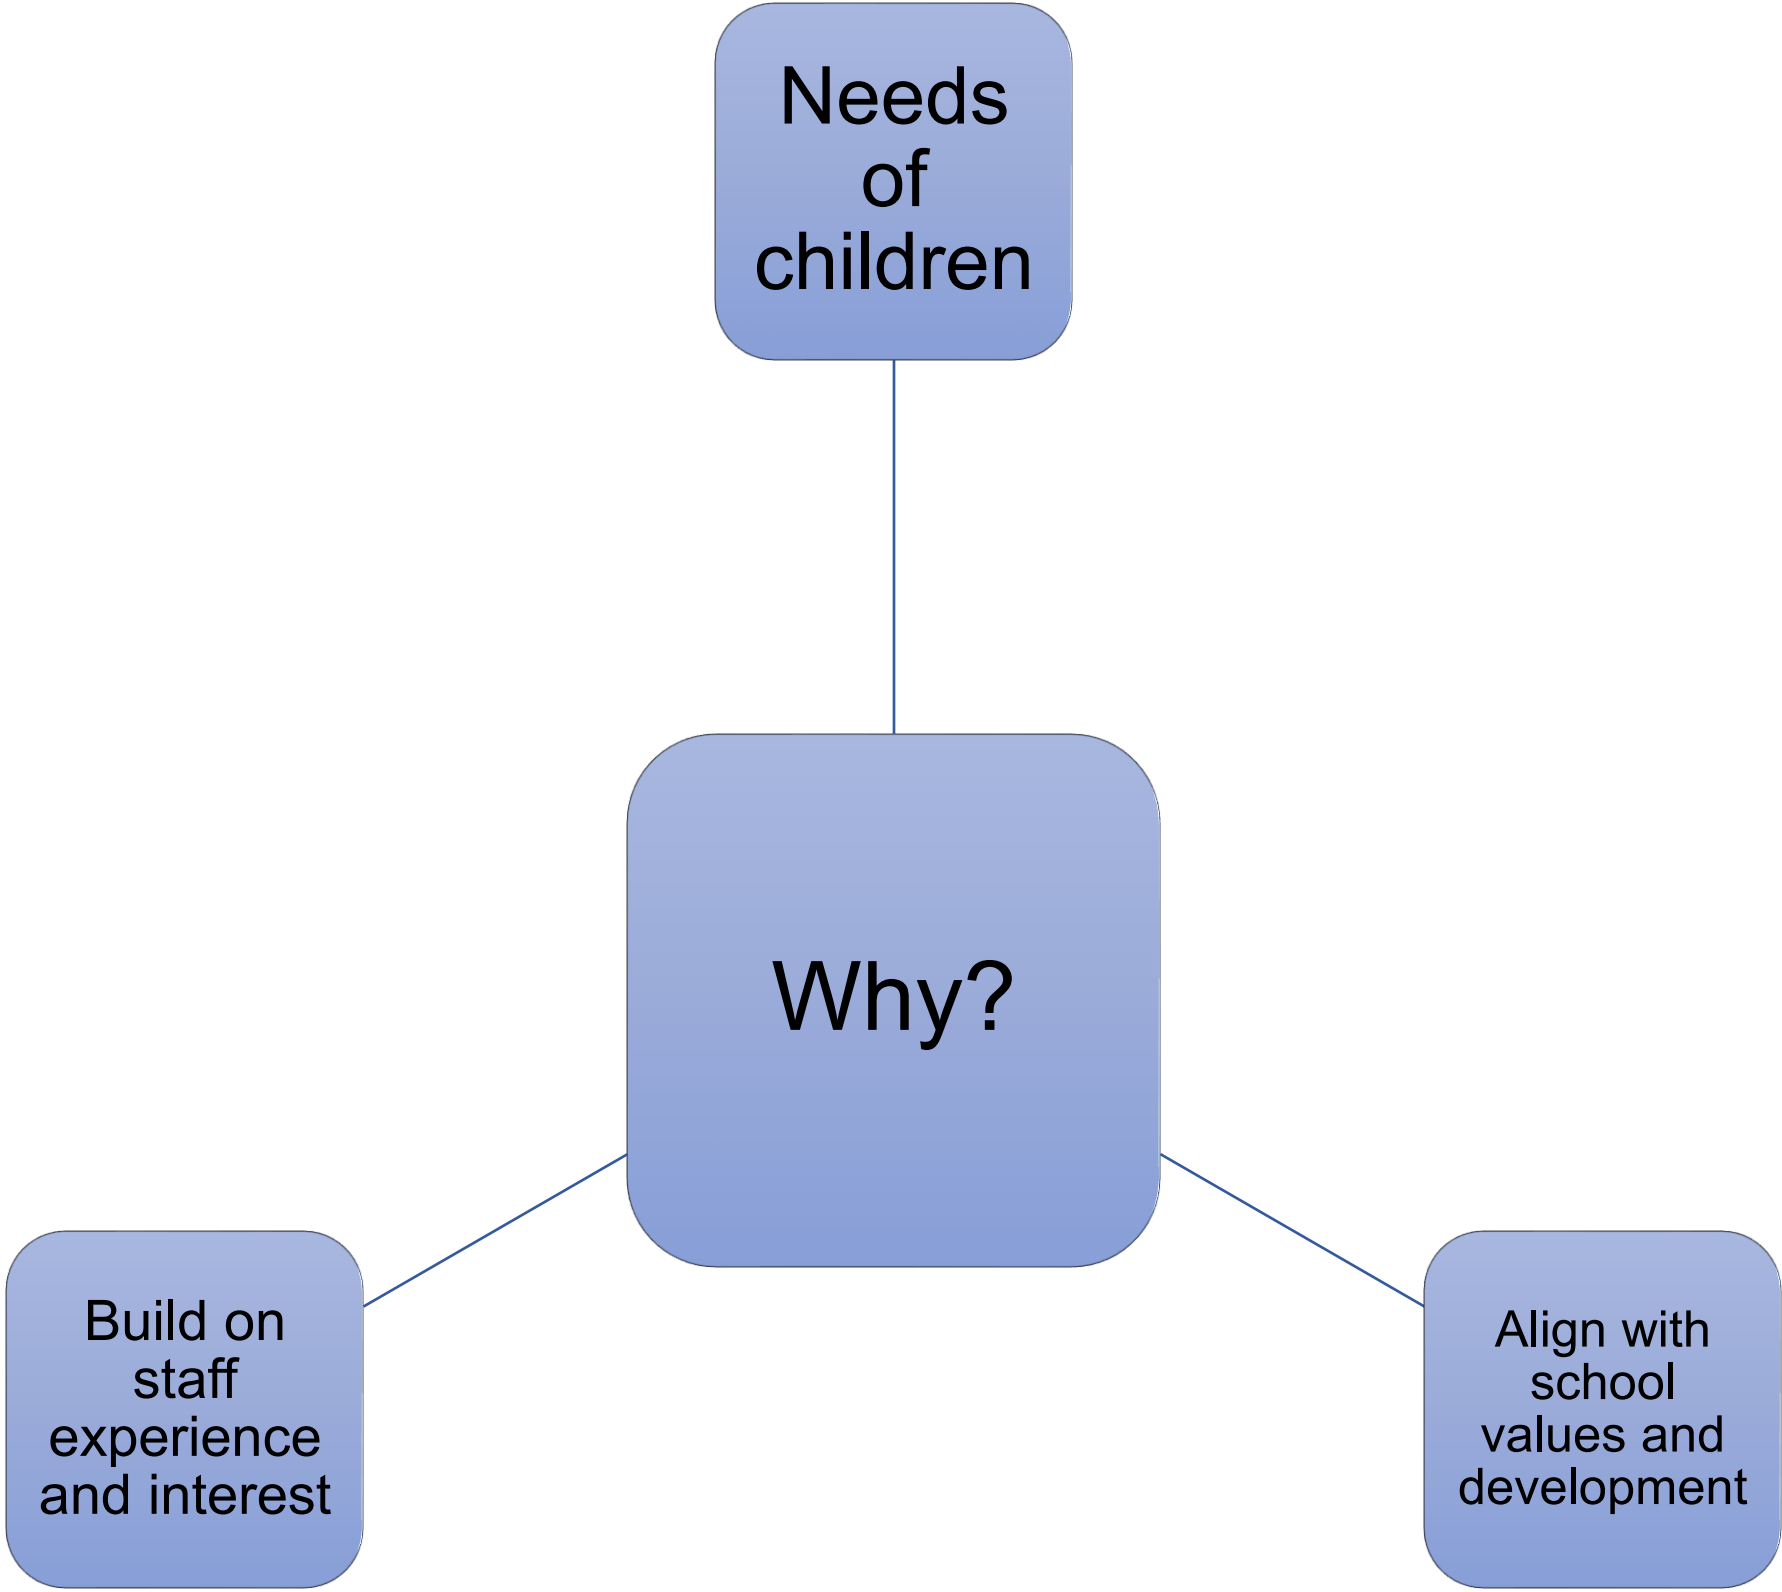 Needs
of
children
Why?
Build on
staff
experience
and interest
Align with
school
values and
development